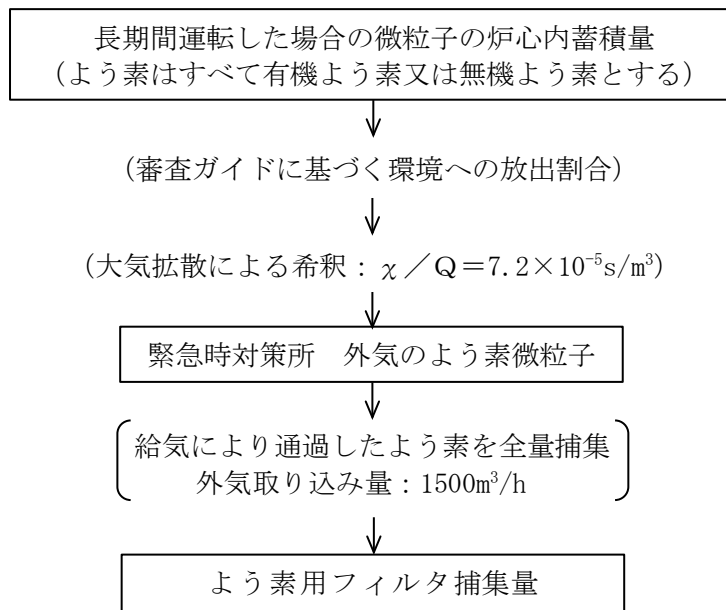 長期間運転した場合の微粒子の炉心内蓄積量
(よう素はすべて有機よう素又は無機よう素とする)
(審査ガイドに基づく環境への放出割合)
(大気拡散による希釈:χ/Q=7.2×10⁻⁵s/m³)
緊急時対策所 外気のよう素微粒子
給気により通過したよう素を全量捕集
外気取り込み量:1500m³/h
よう素用フィルタ捕集量